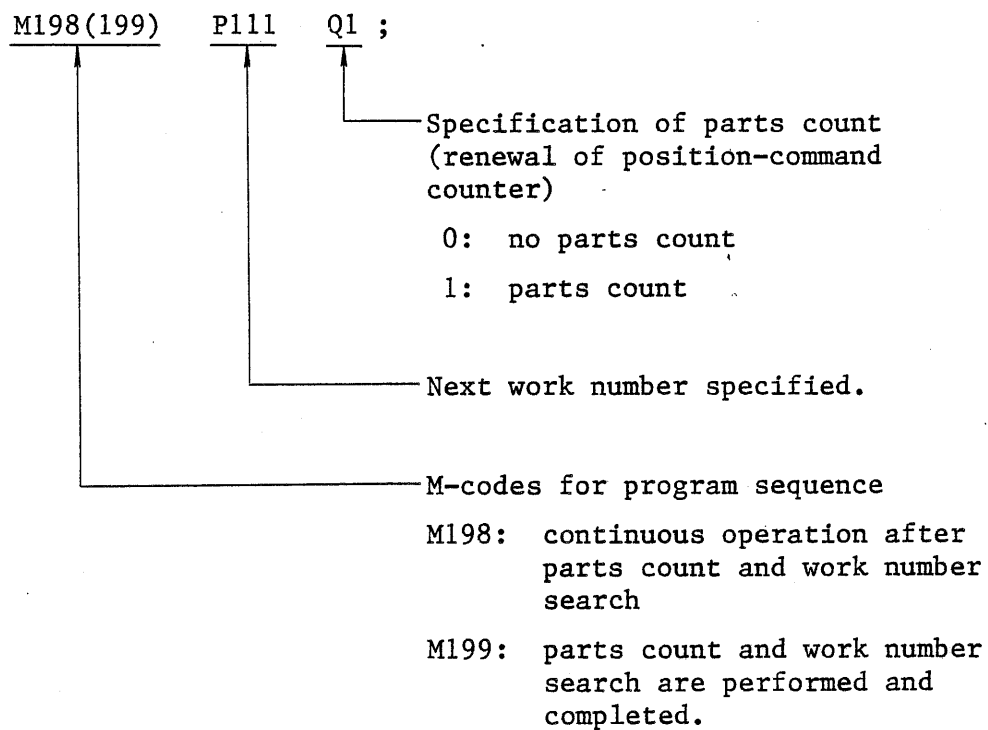 M198(199) P111 Q1 ;
Specification of parts count
(renewal of position-command
counter)
0: no parts count
1: parts count
Next work number specified.
M-codes for program sequence
M198: continuous operation after
parts count and work number
search
M199: parts count and work number
search are performed and
completed.